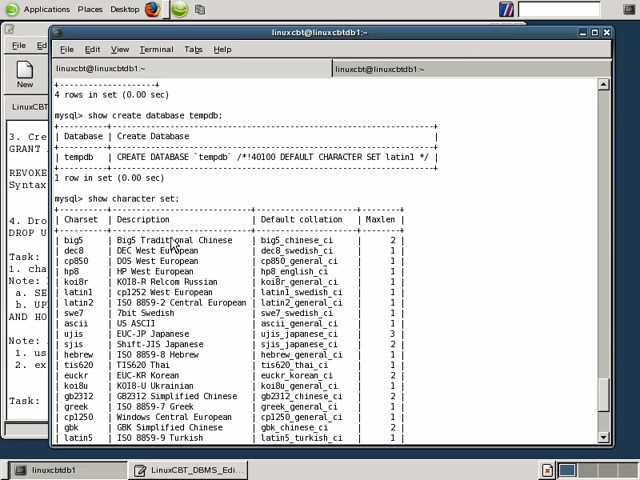 Applications Places Desktop
linuxcbt@linuxcbtdb1:~
File Edit View Terminal Tabs Help
linuxcbt@linuxcbtdb1:~ linuxcbt@linuxcbtdb1:~
File
New
LinuxCBT
3. Cre
GRANT
REVOKE
Syntax
4. Dro
DROP U
Task:
1. cha
Note:
a. SE
b. UP
AND HO
Note:
1. us
2. ex
Task:
+--------------------+
4 rows in set (0.00 sec)
mysql> show create database tempdb;
| Database | Create Database |
| tempdb | CREATE DATABASE `tempdb` /*!40100 DEFAULT CHARACTER SET latin1 */ |
1 row in set (0.00 sec)
mysql> show character set;
| Charset | Description | Default collation | Maxlen |
| big5 | Big5 Traditional Chinese | big5_chinese_ci | 2 |
| dec8 | DEC West European | dec8_swedish_ci | 1 |
| cp850 | DOS West European | cp850_general_ci | 1 |
| hp8 | HP West European | hp8_english_ci | 1 |
| koi8r | KOI8-R Relcom Russian | koi8r_general_ci | 1 |
| latin1 | cp1252 West European | latin1_swedish_ci | 1 |
| latin2 | ISO 8859-2 Central European | latin2_general_ci | 1 |
| swe7 | 7bit Swedish | swe7_swedish_ci | 1 |
| ascii | US ASCII | ascii_general_ci | 1 |
| ujis | EUC-JP Japanese | ujis_japanese_ci | 3 |
| sjis | Shift-JIS Japanese | sjis_japanese_ci | 2 |
| hebrew | ISO 8859-8 Hebrew | hebrew_general_ci | 1 |
| tis620 | TIS620 Thai | tis620_thai_ci | 1 |
| euckr | EUC-KR Korean | euckr_korean_ci | 2 |
| koi8u | KOI8-U Ukrainian | koi8u_general_ci | 1 |
| gb2312 | GB2312 Simplified Chinese | gb2312_chinese_ci | 2 |
| greek | ISO 8859-7 Greek | greek_general_ci | 1 |
| cp1250 | Windows Central European | cp1250_general_ci | 1 |
| gbk | GBK Simplified Chinese | gbk_chinese_ci | 2 |
| latin5 | ISO 8859-9 Turkish | latin5_turkish_ci | 1 |
linuxcbtdb1 LinuxCBT_DBMS_Edi...